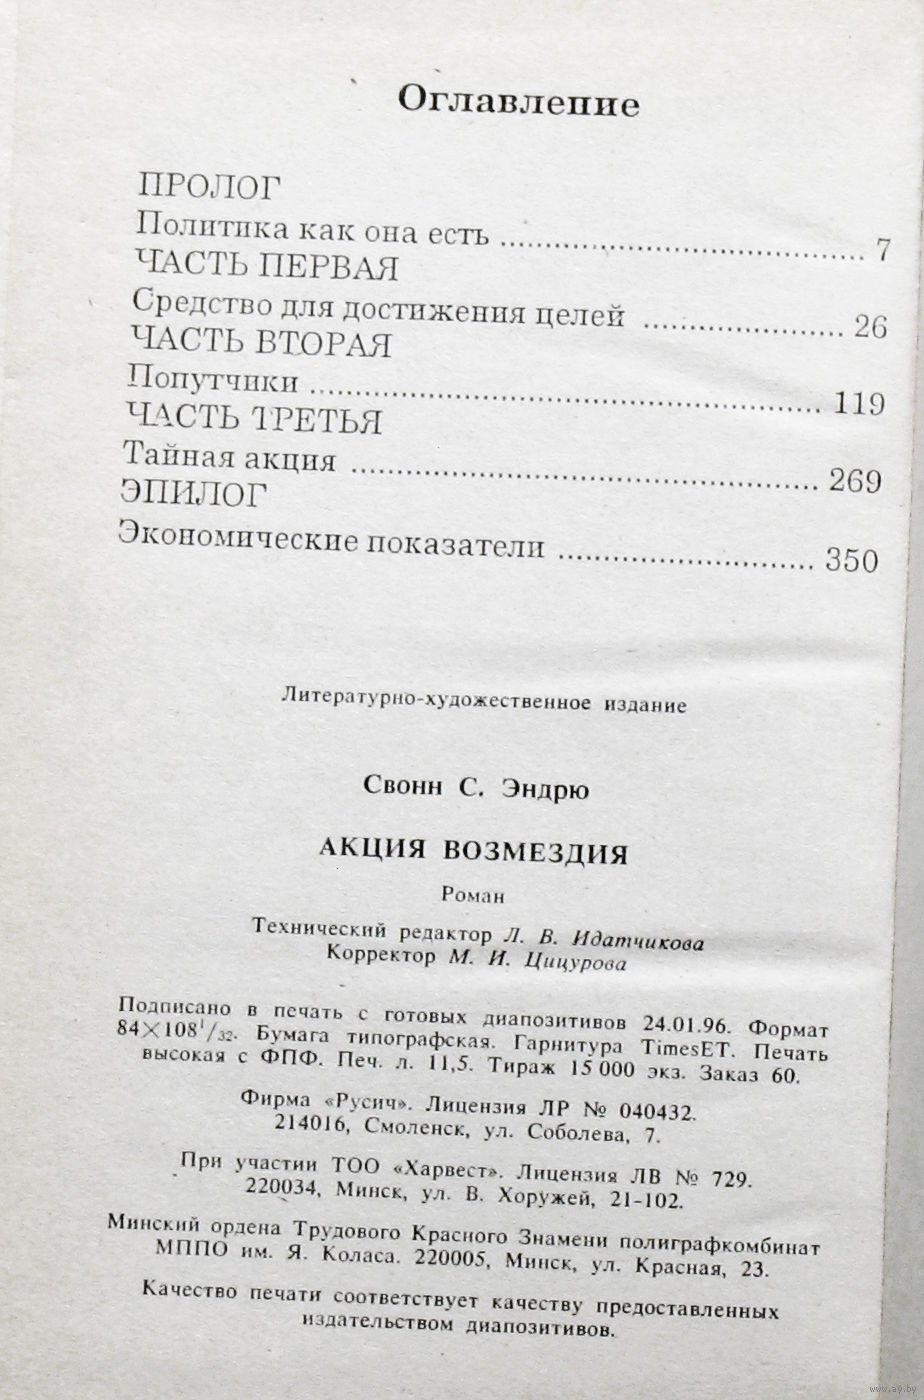 Оглавление
ПРОЛОГ
Политика как она есть ........................................ 7
ЧАСТЬ ПЕРВАЯ
Средство для достижения целей ...................... 26
ЧАСТЬ ВТОРАЯ
Попутчики ........................................................ 119
ЧАСТЬ ТРЕТЬЯ
Тайная акция .................................................... 269
ЭПИЛОГ
Экономические показатели ............................. 350
Литературно-художественное издание
Свонн С. Эндрю
АКЦИЯ ВОЗМЕЗДИЯ
Роман
Технический редактор Л. В. Идатчикова
Корректор М. И. Цицурова
Подписано в печать с готовых диапозитивов 24.01.96. Формат
84×108¹/₃₂. Бумага типографская. Гарнитура TimesET. Печать
высокая с ФПФ. Печ. л. 11,5. Тираж 15 000 экз. Заказ 60.
Фирма «Русич». Лицензия ЛР № 040432.
214016, Смоленск, ул. Соболева, 7.
При участии ТОО «Харвест». Лицензия ЛВ № 729.
220034, Минск, ул. В. Хоружей, 21-102.
Минский ордена Трудового Красного Знамени полиграфкомбинат
МППО им. Я. Коласа. 220005, Минск, ул. Красная, 23.
Качество печати соответствует качеству предоставленных
издательством диапозитивов.
www.ay.by